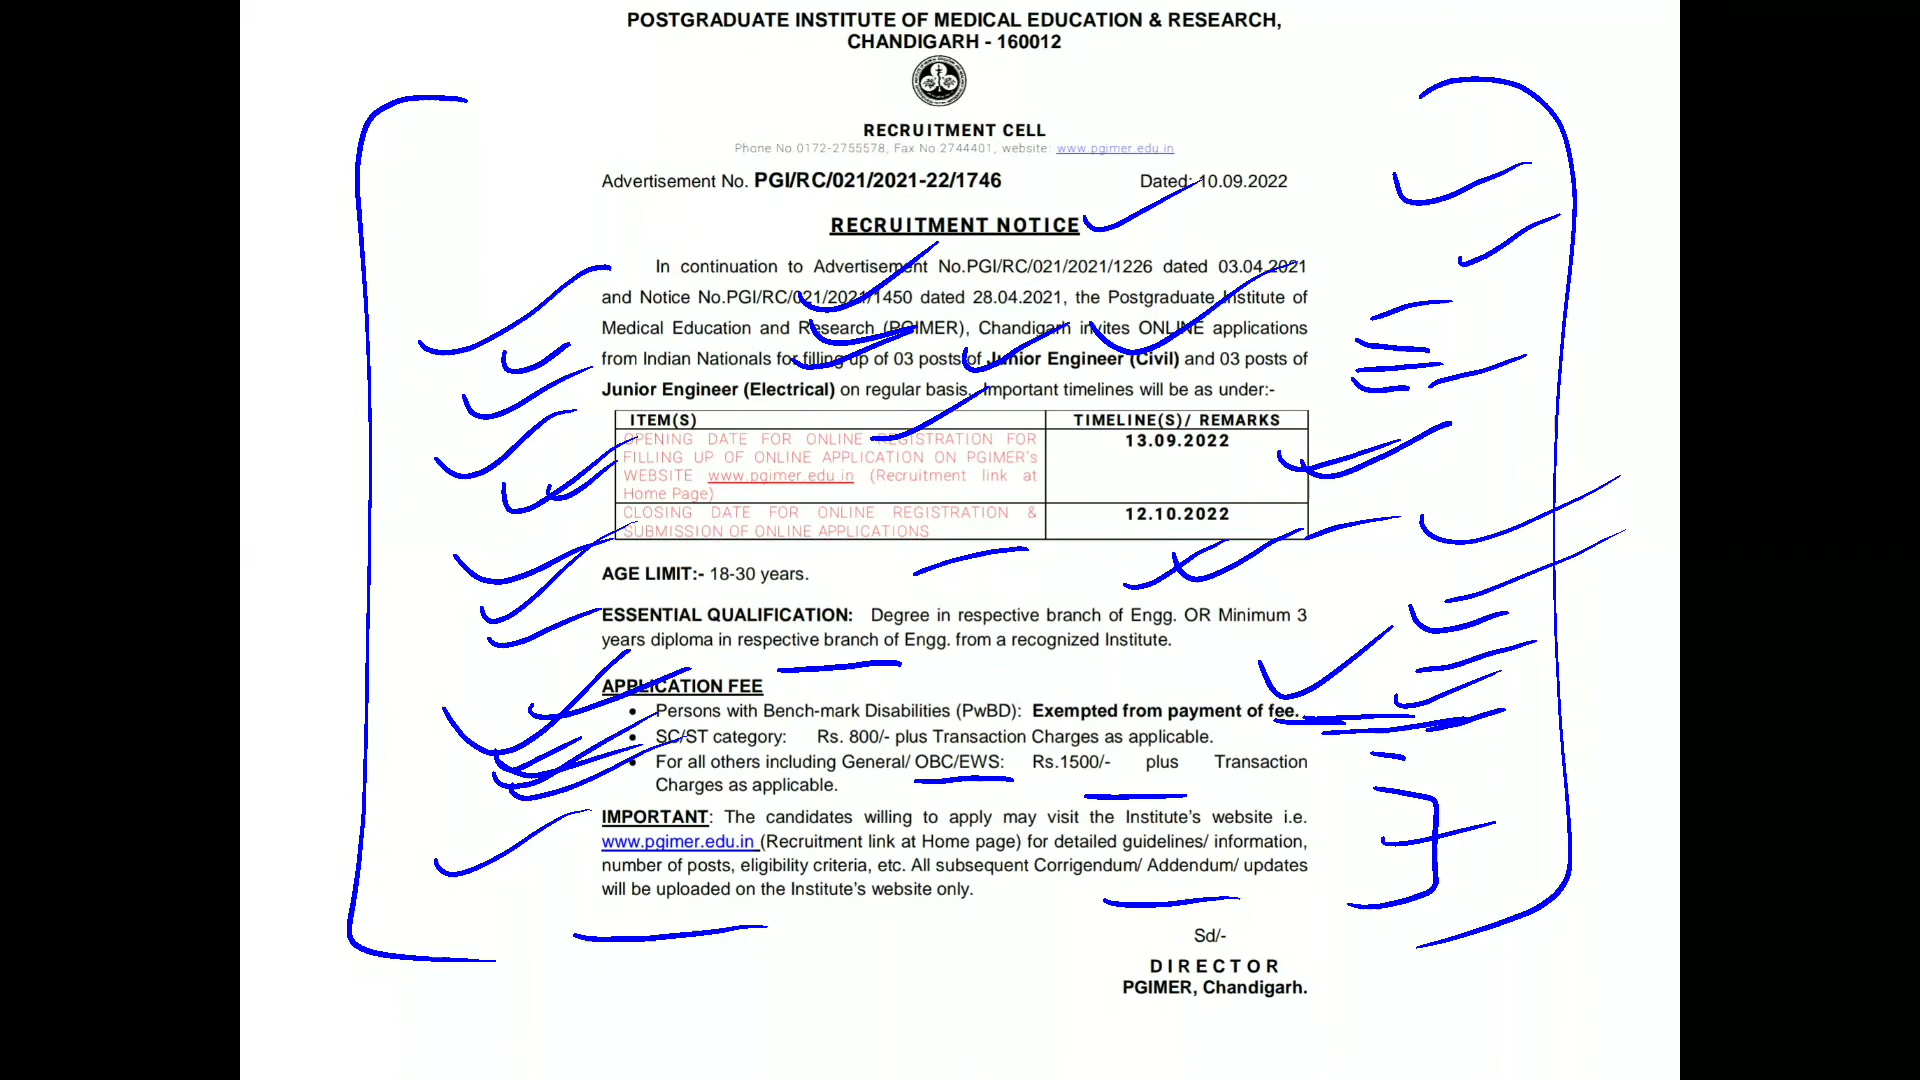 POSTGRADUATE INSTITUTE OF MEDICAL EDUCATION & RESEARCH,
CHANDIGARH - 160012
RECRUITMENT CELL
Phone No.0172-2755578, Fax No.2744401, website: www.pgimer.edu.in
Advertisement No. PGI/RC/021/2021-22/1746 Dated: 10.09.2022
RECRUITMENT NOTICE
In continuation to Advertisement No.PGI/RC/021/2021/1226 dated 03.04.2021
and Notice No.PGI/RC/021/2021/1450 dated 28.04.2021, the Postgraduate Institute of
Medical Education and Research (PGIMER), Chandigarh invites ONLINE applications
from Indian Nationals for filling up of 03 posts of Junior Engineer (Civil) and 03 posts of
Junior Engineer (Electrical) on regular basis. Important timelines will be as under:-
ITEM(S) TIMELINE(S)/ REMARKS
OPENING DATE FOR ONLINE REGISTRATION FOR 13.09.2022
FILLING UP OF ONLINE APPLICATION ON PGIMER's
WEBSITE www.pgimer.edu.in (Recruitment link at
Home Page)
CLOSING DATE FOR ONLINE REGISTRATION & 12.10.2022
SUBMISSION OF ONLINE APPLICATIONS
AGE LIMIT:- 18-30 years.
ESSENTIAL QUALIFICATION: Degree in respective branch of Engg. OR Minimum 3
years diploma in respective branch of Engg. from a recognized Institute.
APPLICATION FEE
• Persons with Bench-mark Disabilities (PwBD): Exempted from payment of fee.
• SC/ST category: Rs. 800/- plus Transaction Charges as applicable.
• For all others including General/ OBC/EWS: Rs.1500/- plus Transaction
Charges as applicable.
IMPORTANT: The candidates willing to apply may visit the Institute's website i.e.
www.pgimer.edu.in (Recruitment link at Home page) for detailed guidelines/ information,
number of posts, eligibility criteria, etc. All subsequent Corrigendum/ Addendum/ updates
will be uploaded on the Institute's website only.
Sd/-
DIRECTOR
PGIMER, Chandigarh.